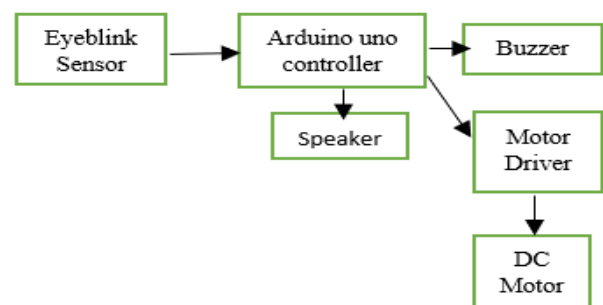 Eyeblink
Sensor
Arduino uno
controller
Buzzer
Speaker
Motor
Driver
DC
Motor